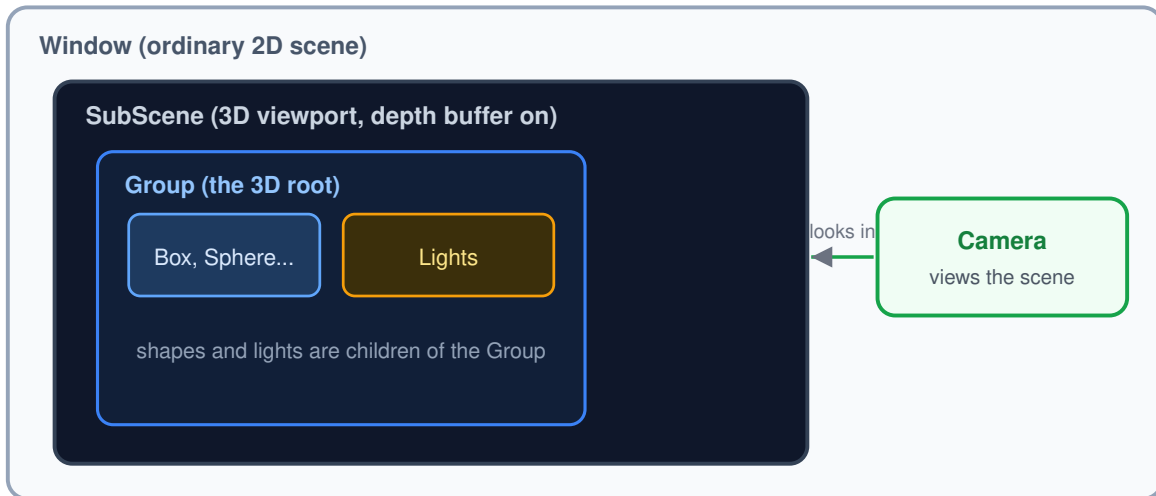 Window (ordinary 2D scene)
SubScene (3D viewport, depth buffer on)
Group (the 3D root)
Box, Sphere...
Lights
shapes and lights are children of the Group
looks in
Camera
views the scene